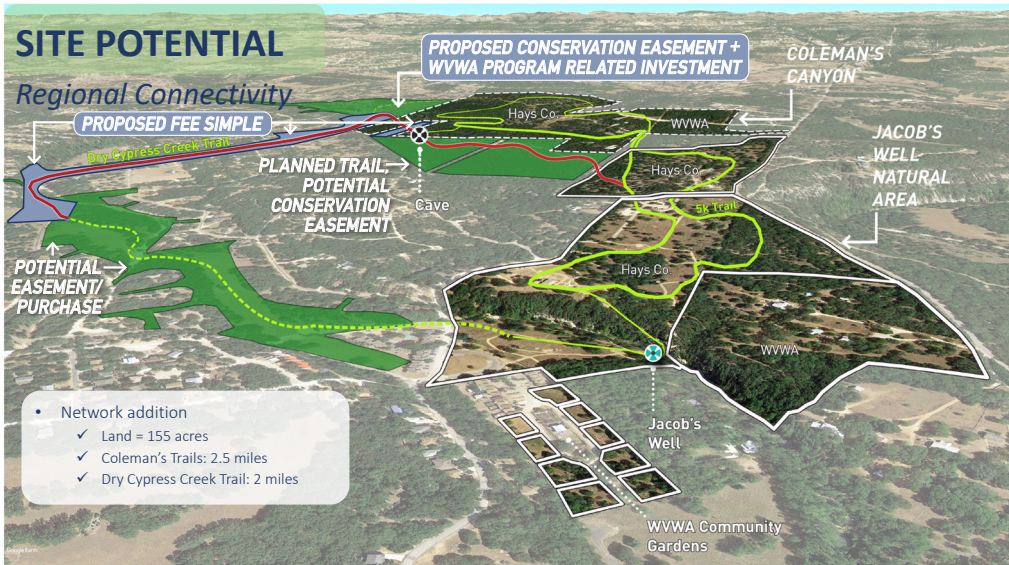 SITE POTENTIAL
Regional Connectivity
PROPOSED CONSERVATION EASEMENT +
WVWA PROGRAM RELATED INVESTMENT
COLEMAN'S
CANYON
PROPOSED FEE SIMPLE
Hays Co.
WVWA
Dry Cypress Creek Trail
JACOB'S
WELL
NATURAL
AREA
PLANNED TRAIL,
POTENTIAL
CONSERVATION
EASEMENT
Cave
Hays Co.
5k Trail
POTENTIAL
EASEMENT/
PURCHASE
Hays Co.
WVWA
• Network addition
✓ Land = 155 acres
✓ Coleman's Trails: 2.5 miles
✓ Dry Cypress Creek Trail: 2 miles
Jacob's
Well
WVWA Community
Gardens
Google Earth